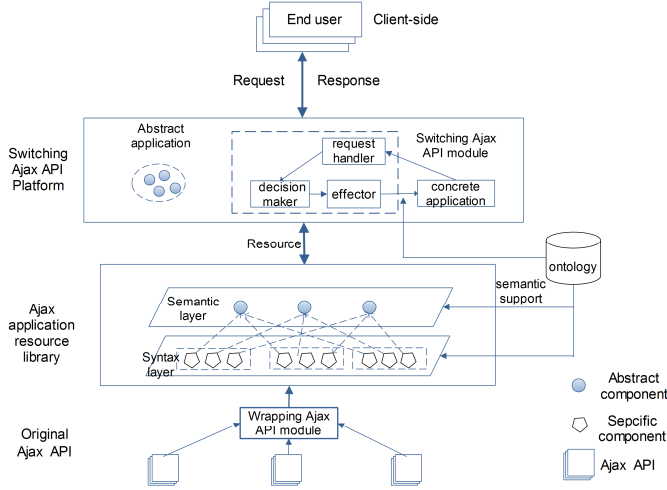 End user
Client-side
Request
Response
Switching
Ajax API
Platform
Abstract
application
request
handler
Switching Ajax
API module
decision
maker
effector
concrete
application
Resource
ontology
Ajax
application
resource
library
Semantic
layer
semantic
support
Syntax
layer
Abstract
component
Original
Ajax API
Wrapping Ajax
API module
Sepcific
component
Ajax API